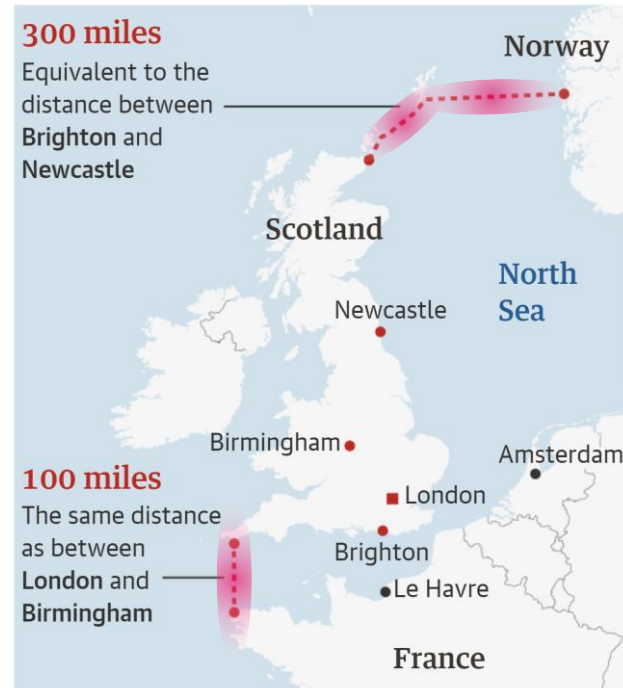 300 miles
Equivalent to the
distance between
Brighton and
Newcastle
Norway
Scotland
North
Sea
Newcastle
Birmingham
Amsterdam
100 miles
The same distance
as between
London and
Birmingham
London
Brighton
Le Havre
France